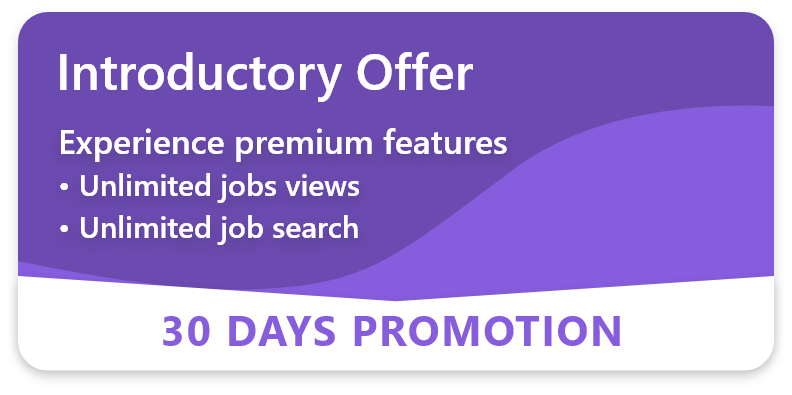 Introductory Offer
Experience premium features
• Unlimited jobs views
• Unlimited job search
30 DAYS PROMOTION